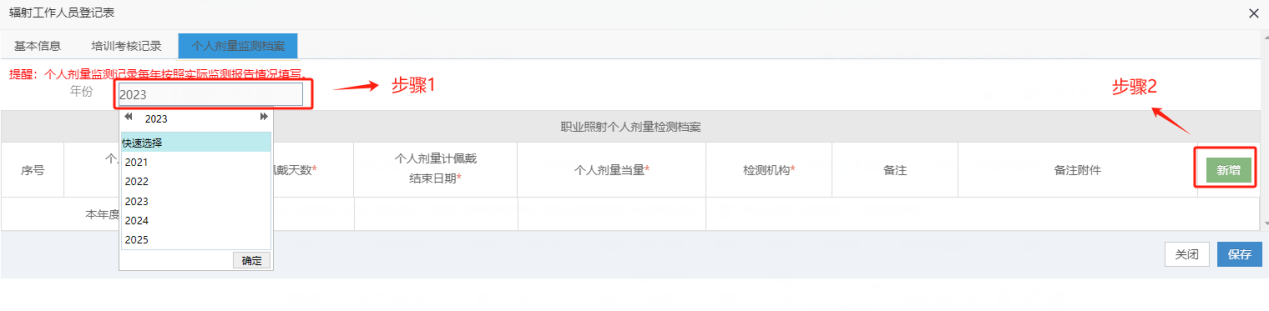 辐射工作人员登记表
基本信息 培训考核记录 个人剂量监测档案
提醒：个人剂量监测记录每年按照实际监测报告情况填写。
年份 2023
步骤1
步骤2
2023
快速选择
2021
2022
2023
2024
2025
确定
职业照射个人剂量检测档案
序号
个人
佩戴天数*
个人剂量计佩戴
结束日期*
个人剂量当量*
检测机构*
备注
备注附件
新增
本年度
关闭 保存